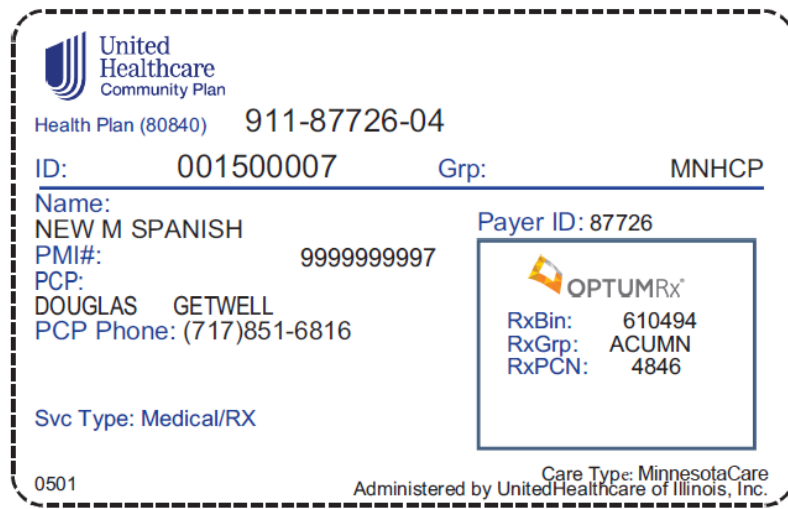 United
Healthcare
Community Plan
Health Plan (80840) 911-87726-04
ID: 001500007 Grp: MNHCP
Name:
NEW M SPANISH
PMI#: 9999999997
PCP:
DOUGLAS GETWELL
PCP Phone: (717)851-6816
Payer ID: 87726
OPTUMRx®
RxBin: 610494
RxGrp: ACUMN
RxPCN: 4846
Svc Type: Medical/RX
0501
Care Type: MinnesotaCare
Administered by UnitedHealthcare of Illinois, Inc.